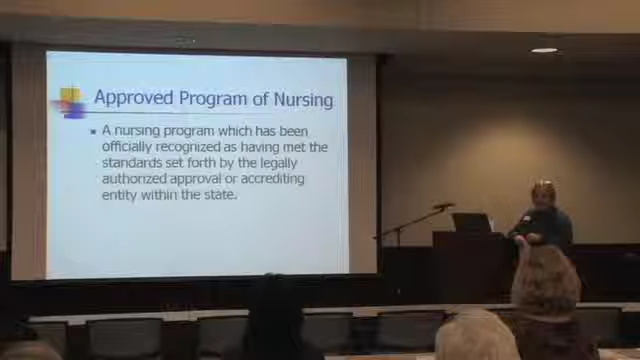 Approved Program of Nursing
A nursing program which has been
officially recognized as having met the
standards set forth by the legally
authorized approval or accrediting
entity within the state.